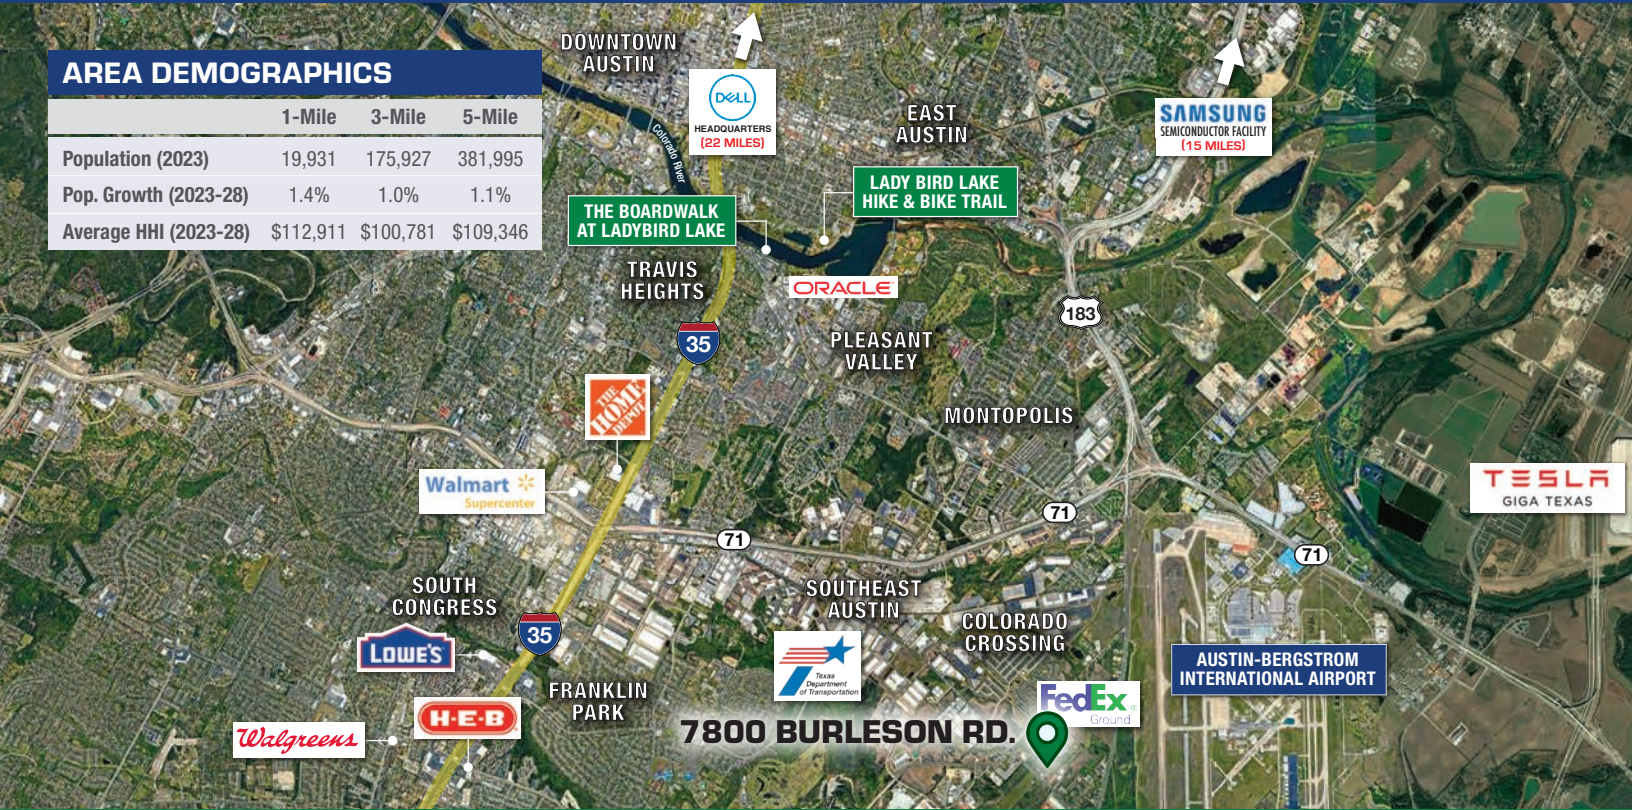 AREA DEMOGRAPHICS
1-Mile 3-Mile 5-Mile
Population (2023) 19,931 175,927 381,995
Pop. Growth (2023-28) 1.4% 1.0% 1.1%
Average HHI (2023-28) $112,911 $100,781 $109,346
DOWNTOWN
AUSTIN
DELL
HEADQUARTERS
(22 MILES)
Colorado River
EAST
AUSTIN
SAMSUNG
SEMICONDUCTOR FACILITY
(15 MILES)
THE BOARDWALK
AT LADYBIRD LAKE
LADY BIRD LAKE
HIKE & BIKE TRAIL
TRAVIS
HEIGHTS
ORACLE
183
35
PLEASANT
VALLEY
THE
HOME
DEPOT
MONTOPOLIS
Walmart
Supercenter
TESLA
GIGA TEXAS
71
71
71
SOUTH
CONGRESS
35
LOWE'S
SOUTHEAST
AUSTIN
COLORADO
CROSSING
Texas
Department
of Transportation
AUSTIN-BERGSTROM
INTERNATIONAL AIRPORT
FRANKLIN
PARK
H-E-B
Walgreens
FedEx®
Ground
7800 BURLESON RD.